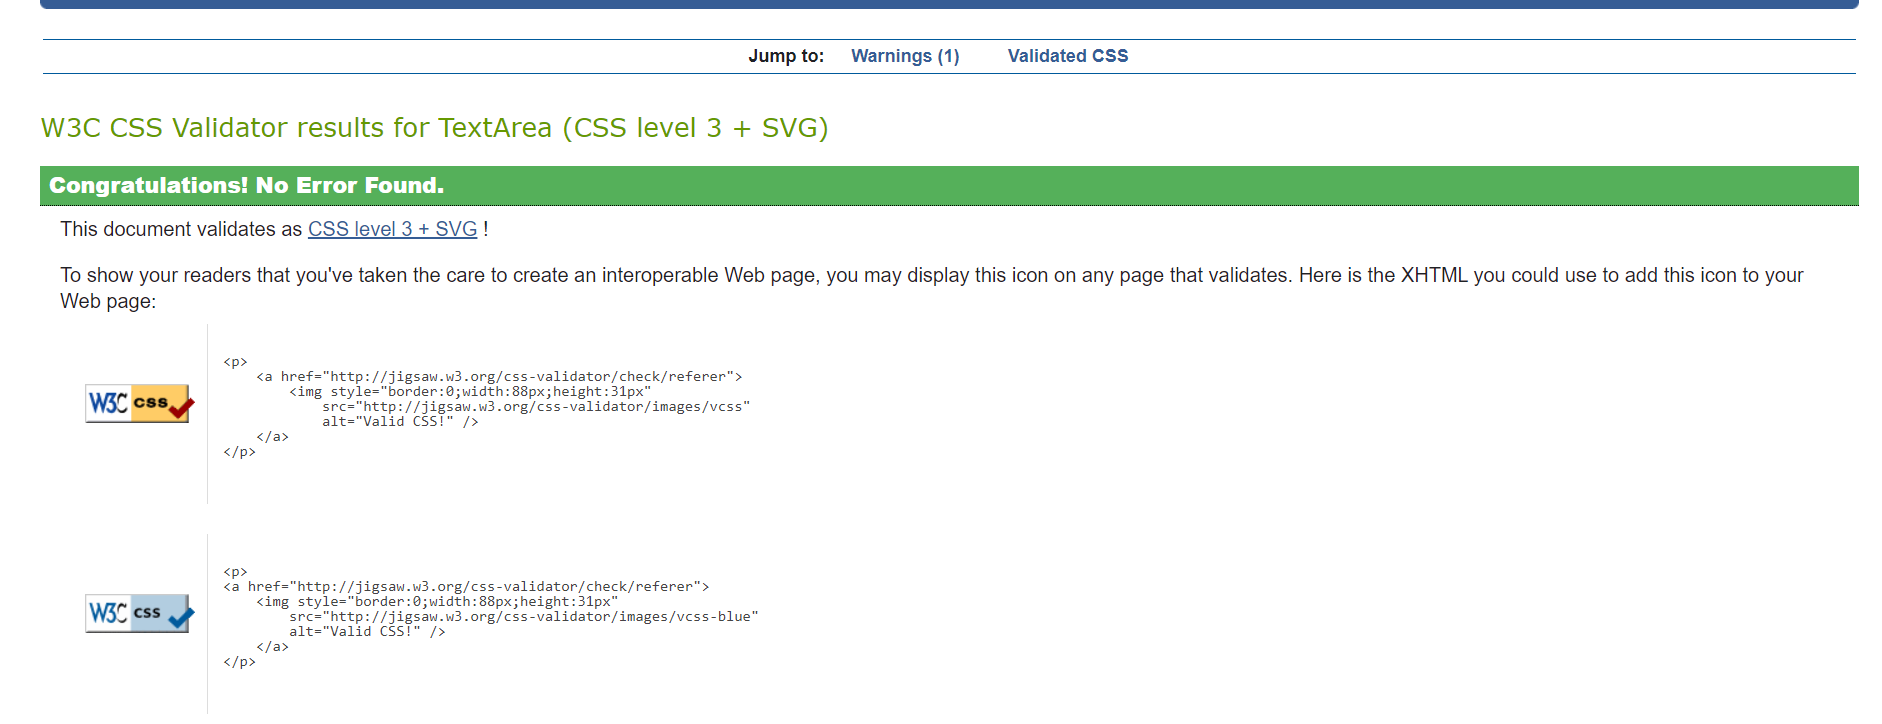 Jump to: Warnings (1) Validated CSS
W3C CSS Validator results for TextArea (CSS level 3 + SVG)
Congratulations! No Error Found.
This document validates as CSS level 3 + SVG !
To show your readers that you've taken the care to create an interoperable Web page, you may display this icon on any page that validates. Here is the XHTML you could use to add this icon to your
Web page:
<p>
<a href="http://jigsaw.w3.org/css-validator/check/referer">
<img style="border:0;width:88px;height:31px"
W3C css
src="http://jigsaw.w3.org/css-validator/images/vcss"
alt="Valid CSS!" />
</a>
</p>
<p>
<a href="http://jigsaw.w3.org/css-validator/check/referer">
<img style="border:0;width:88px;height:31px"
W3C css
src="http://jigsaw.w3.org/css-validator/images/vcss-blue"
alt="Valid CSS!" />
</a>
</p>